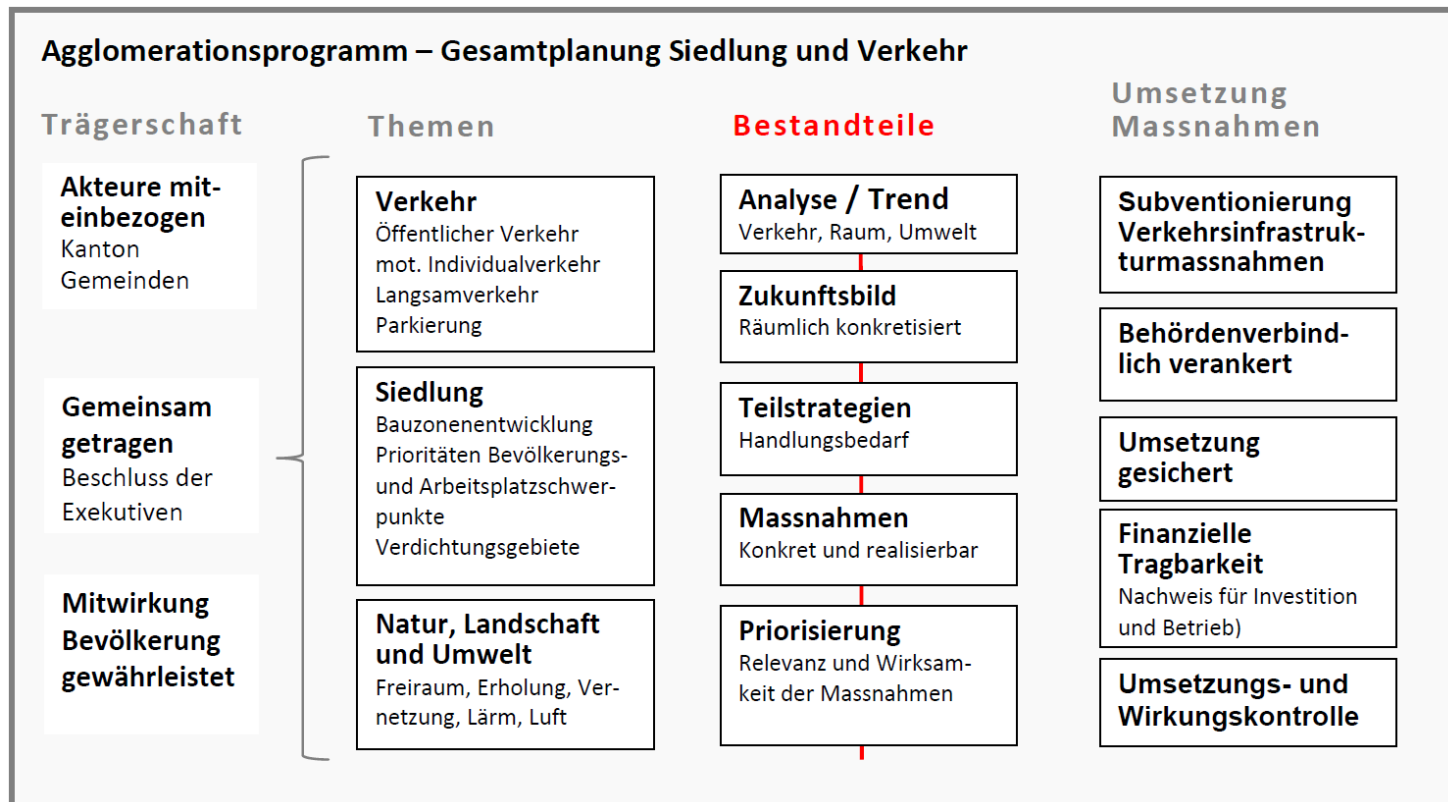 Agglomerationsprogramm – Gesamtplanung Siedlung und Verkehr
Trägerschaft
Akteure mit-
einbezogen
Kanton
Gemeinden
Gemeinsam
getragen
Beschluss der
Exekutiven
Mitwirkung
Bevölkerung
gewährleistet
Themen
Verkehr
Öffentlicher Verkehr
mot. Individualverkehr
Langsamverkehr
Parkierung
Siedlung
Bauzonenentwicklung
Prioritäten Bevölkerungs-
und Arbeitsplatzschwer-
punkte
Verdichtungsgebiete
Natur, Landschaft
und Umwelt
Freiraum, Erholung, Ver-
netzung, Lärm, Luft
Bestandteile
Analyse / Trend
Verkehr, Raum, Umwelt
Zukunftsbild
Räumlich konkretisiert
Teilstrategien
Handlungsbedarf
Massnahmen
Konkret und realisierbar
Priorisierung
Relevanz und Wirksam-
keit der Massnahmen
Umsetzung
Massnahmen
Subventionierung
Verkehrsinfrastruk-
turmassnahmen
Behördenverbind-
lich verankert
Umsetzung
gesichert
Finanzielle
Tragbarkeit
Nachweis für Investition
und Betrieb)
Umsetzungs- und
Wirkungskontrolle